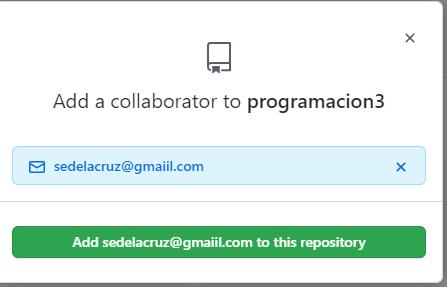 Add a collaborator to programacion3
sedelacruz@gmaiil.com
Add sedelacruz@gmaiil.com to this repository